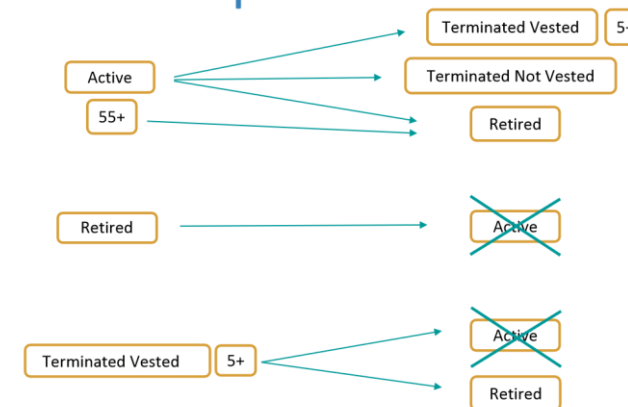 Terminated Vested
Active
Terminated Not Vested
55+
Retired
Retired
Active
Active
Terminated Vested 5+
Retired